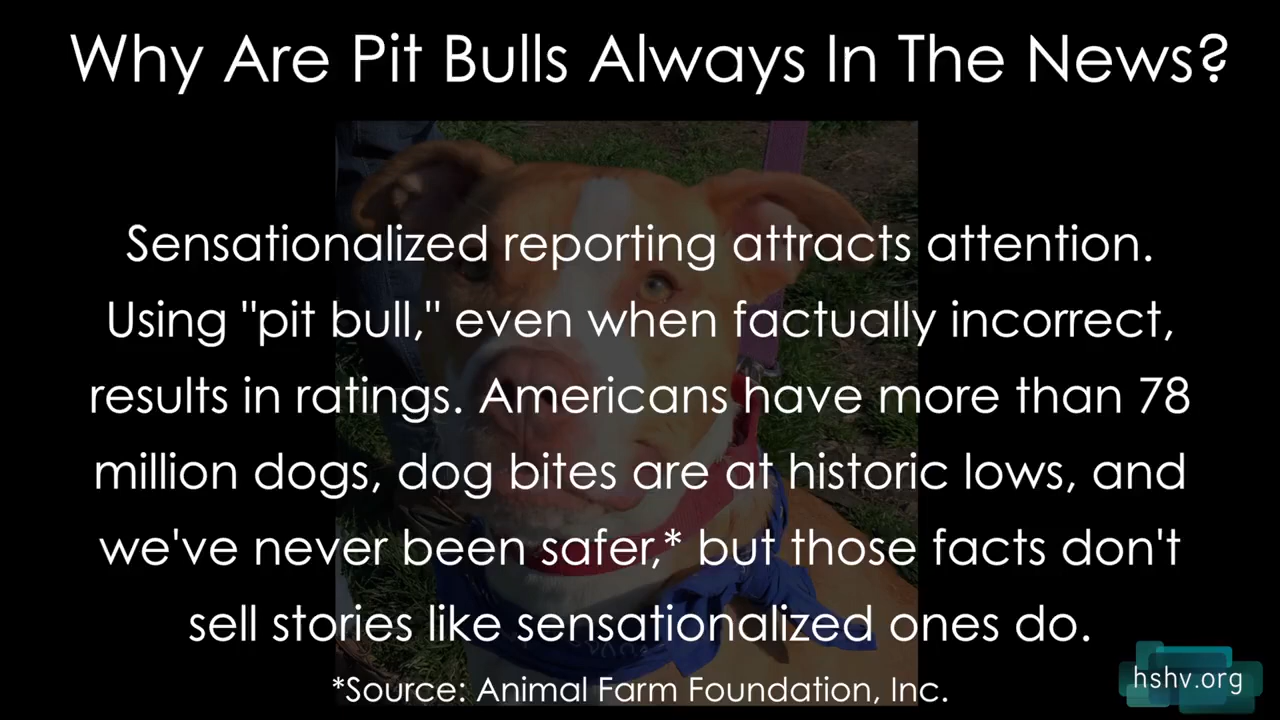 Why Are Pit Bulls Always In The News?
Sensationalized reporting attracts attention.
Using "pit bull," even when factually incorrect,
results in ratings. Americans have more than 78
million dogs, dog bites are at historic lows, and
we've never been safer,* but those facts don't
sell stories like sensationalized ones do.
*Source: Animal Farm Foundation, Inc.
hshv.org